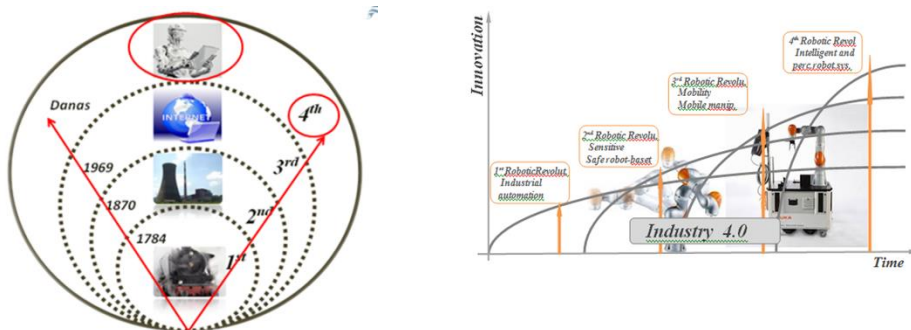 Danas
1969
1870
1784
INTERNET
4th
3rd
2nd
1st
Innovation
1st RoboticRevolut,
Industrial
automation
2nd Robotic Revolu,
Sensitive
Safe robot-baset
3rd Robotic Revolu,
Mobility
Mobile manip,
4th Robotic Revol
Intelligent and
perc.robot.sys,
Industry 4.0
Time